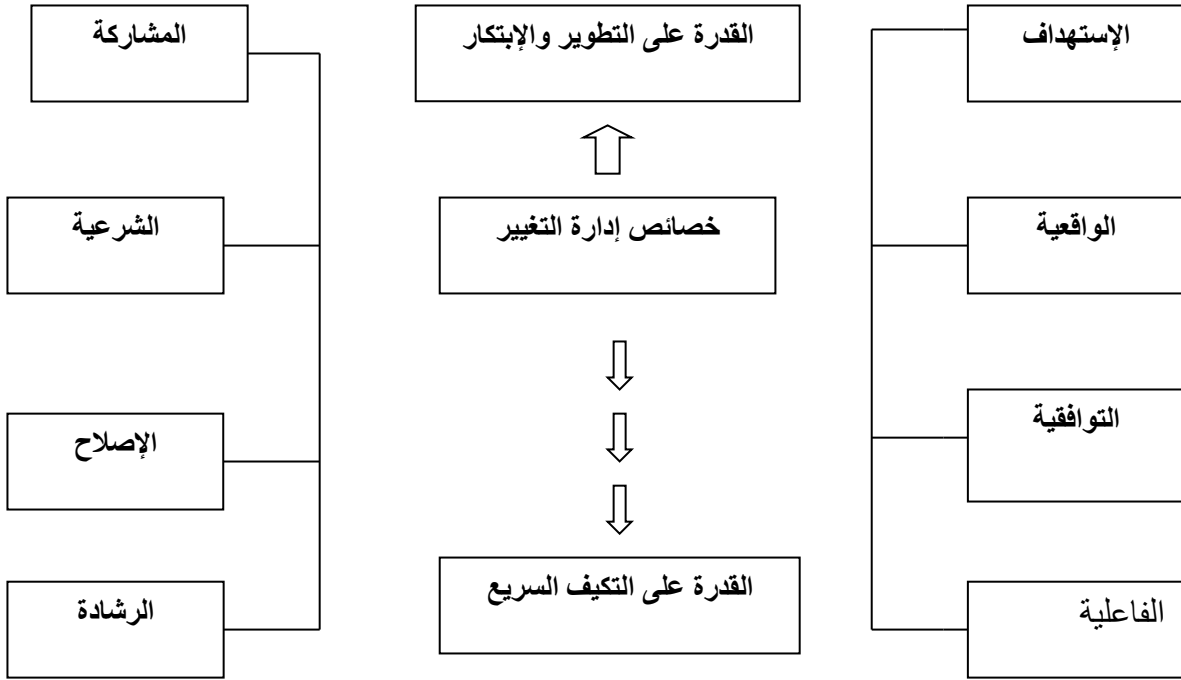 الإستهداف
القدرة على التطوير والإبتكار
المشاركة
الواقعية
خصائص إدارة التغيير
الشرعية
التوافقية
الإصلاح
الفاعلية
القدرة على التكيف السريع
الرشادة